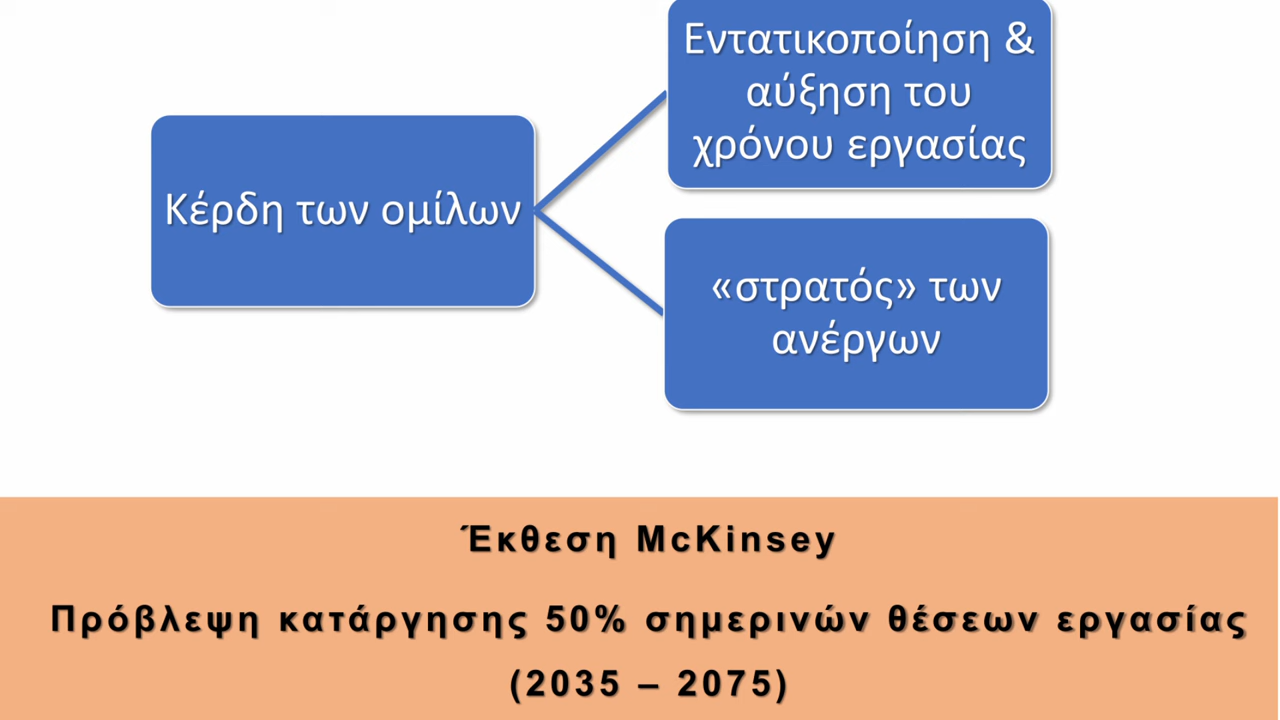 Εντατικοποίηση &
αύξηση του
χρόνου εργασίας
Κέρδη των ομίλων
«στρατός» των
ανέργων
Έκθεση McKinsey
Πρόβλεψη κατάργησης 50% σημερινών θέσεων εργασίας
(2035 – 2075)